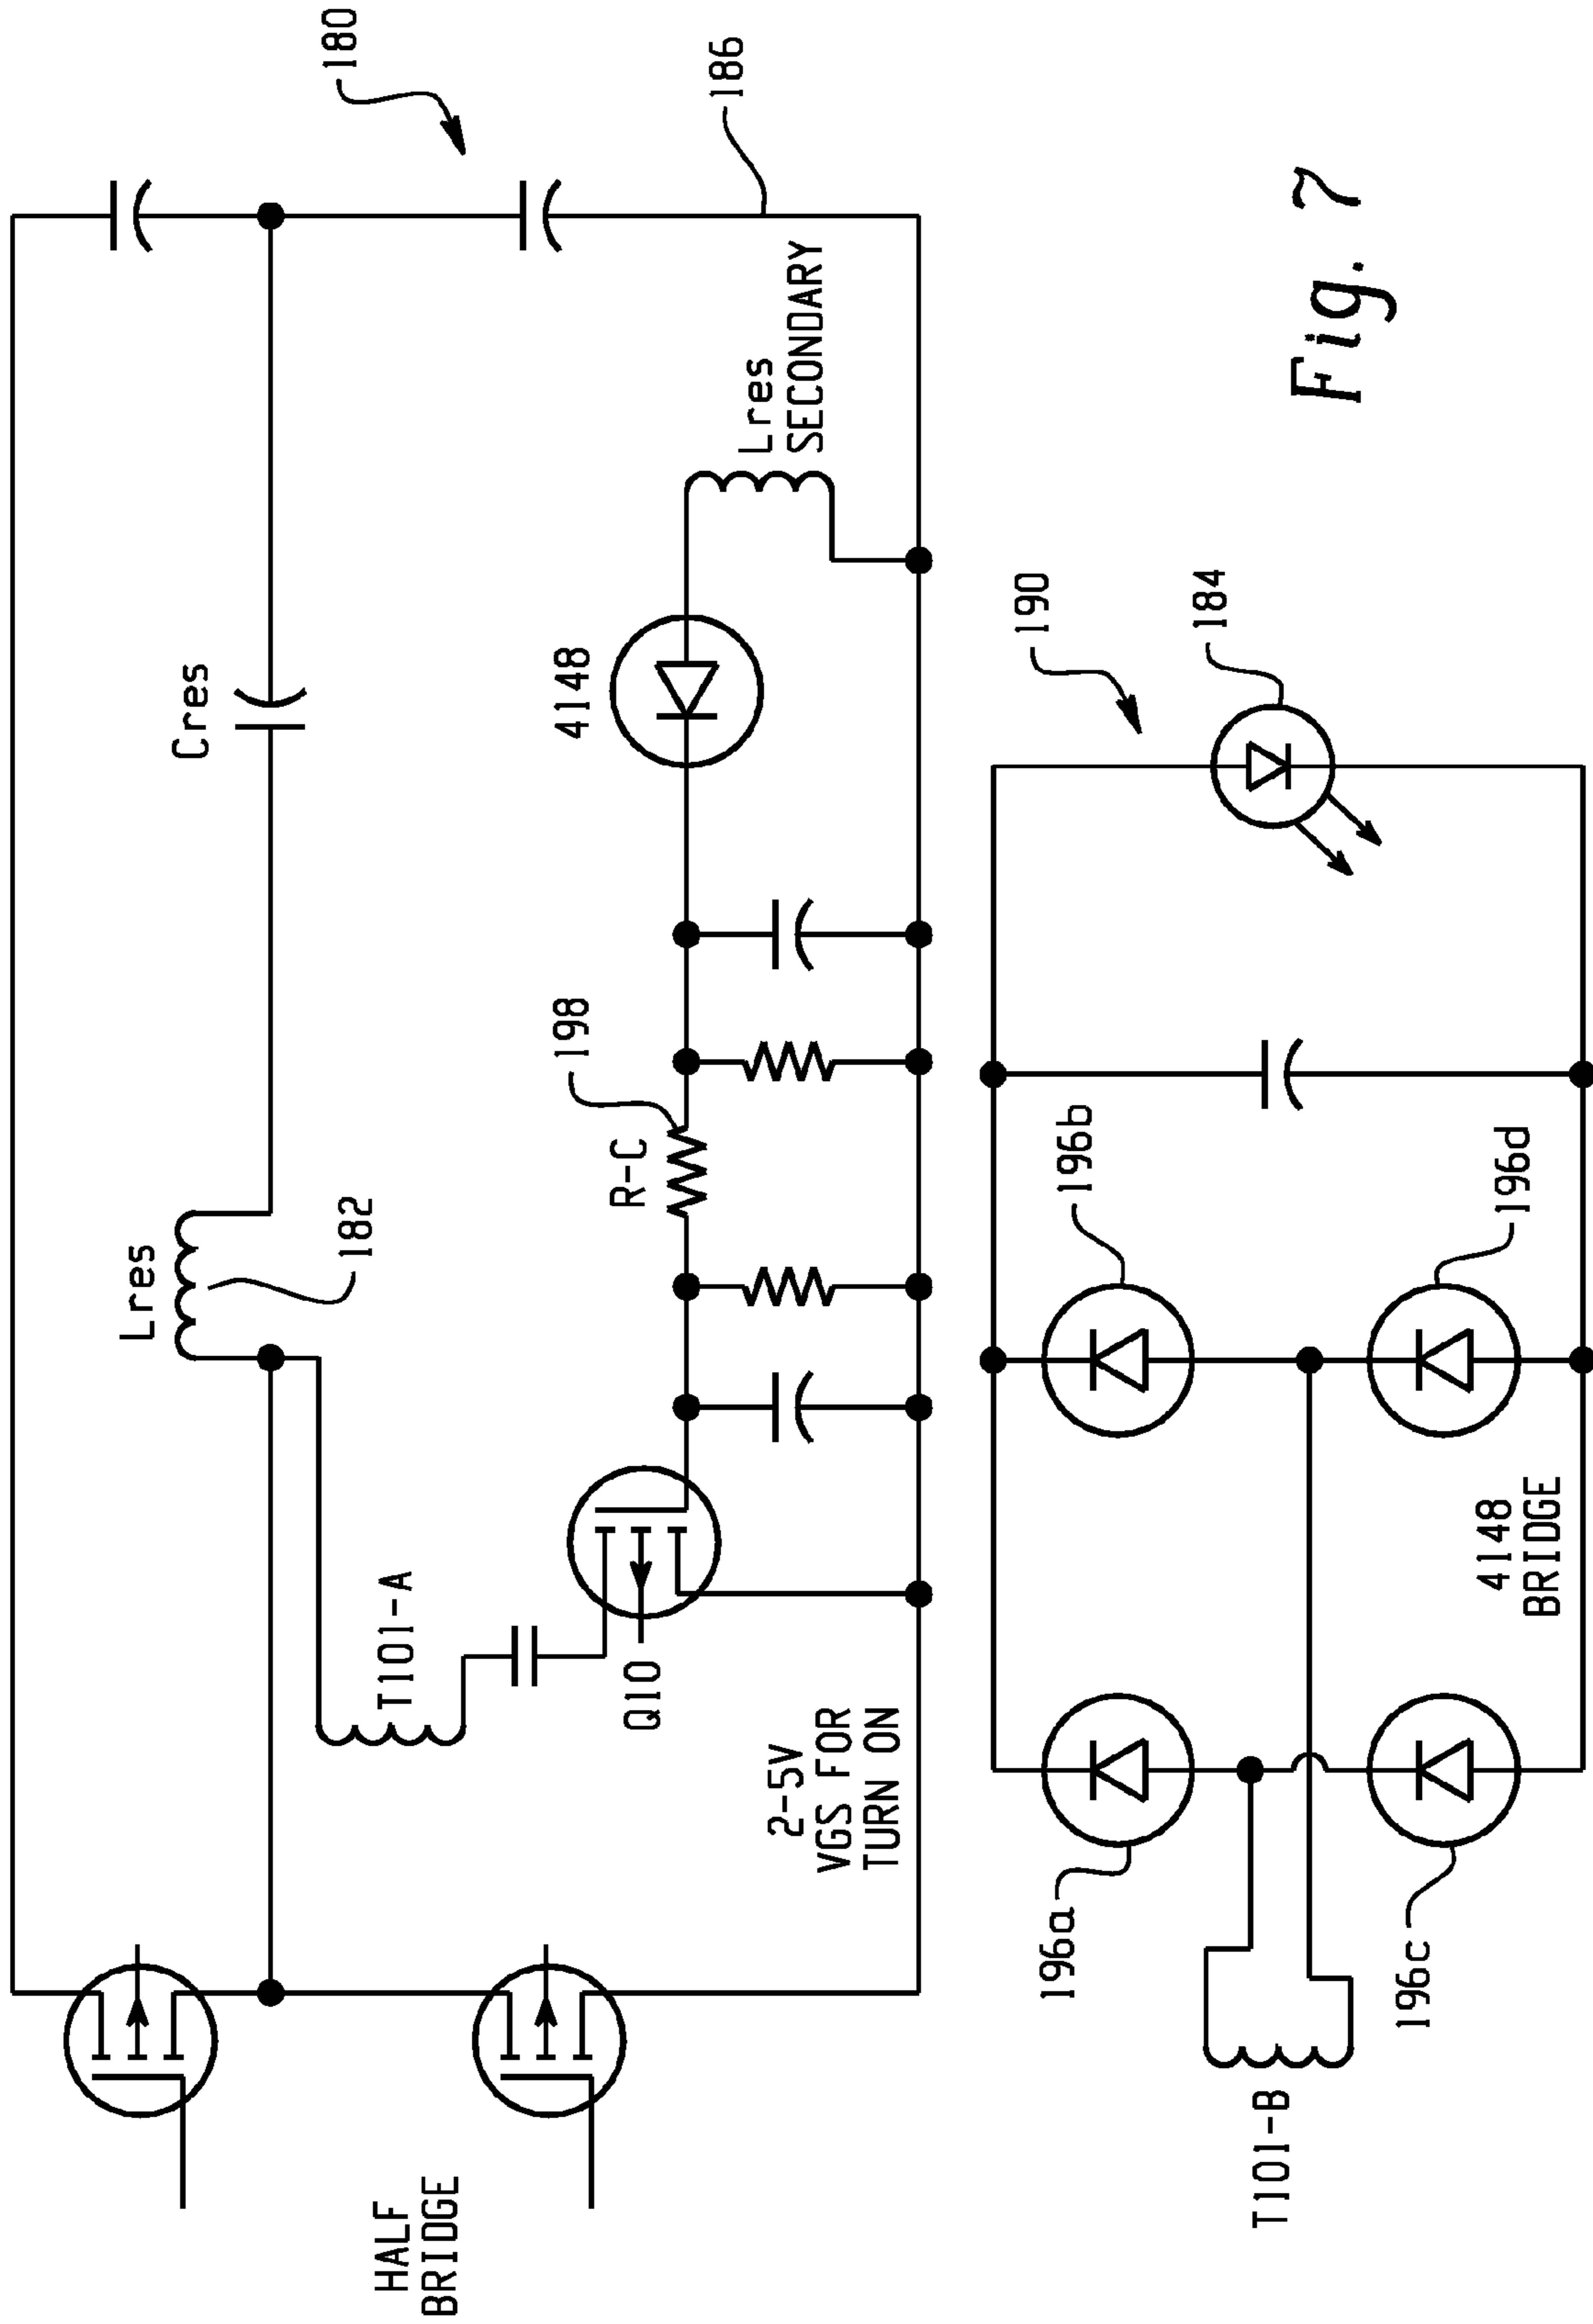 HALF
BRIDGE
Lres
182
Cres
180
T101-A
Q10
2-5V
VGS FOR
TURN ON
R-C
198
4148
Lres
SECONDARY
186
T101-B
196a
196b
196c
196d
4148
BRIDGE
190
184
Fig. 7